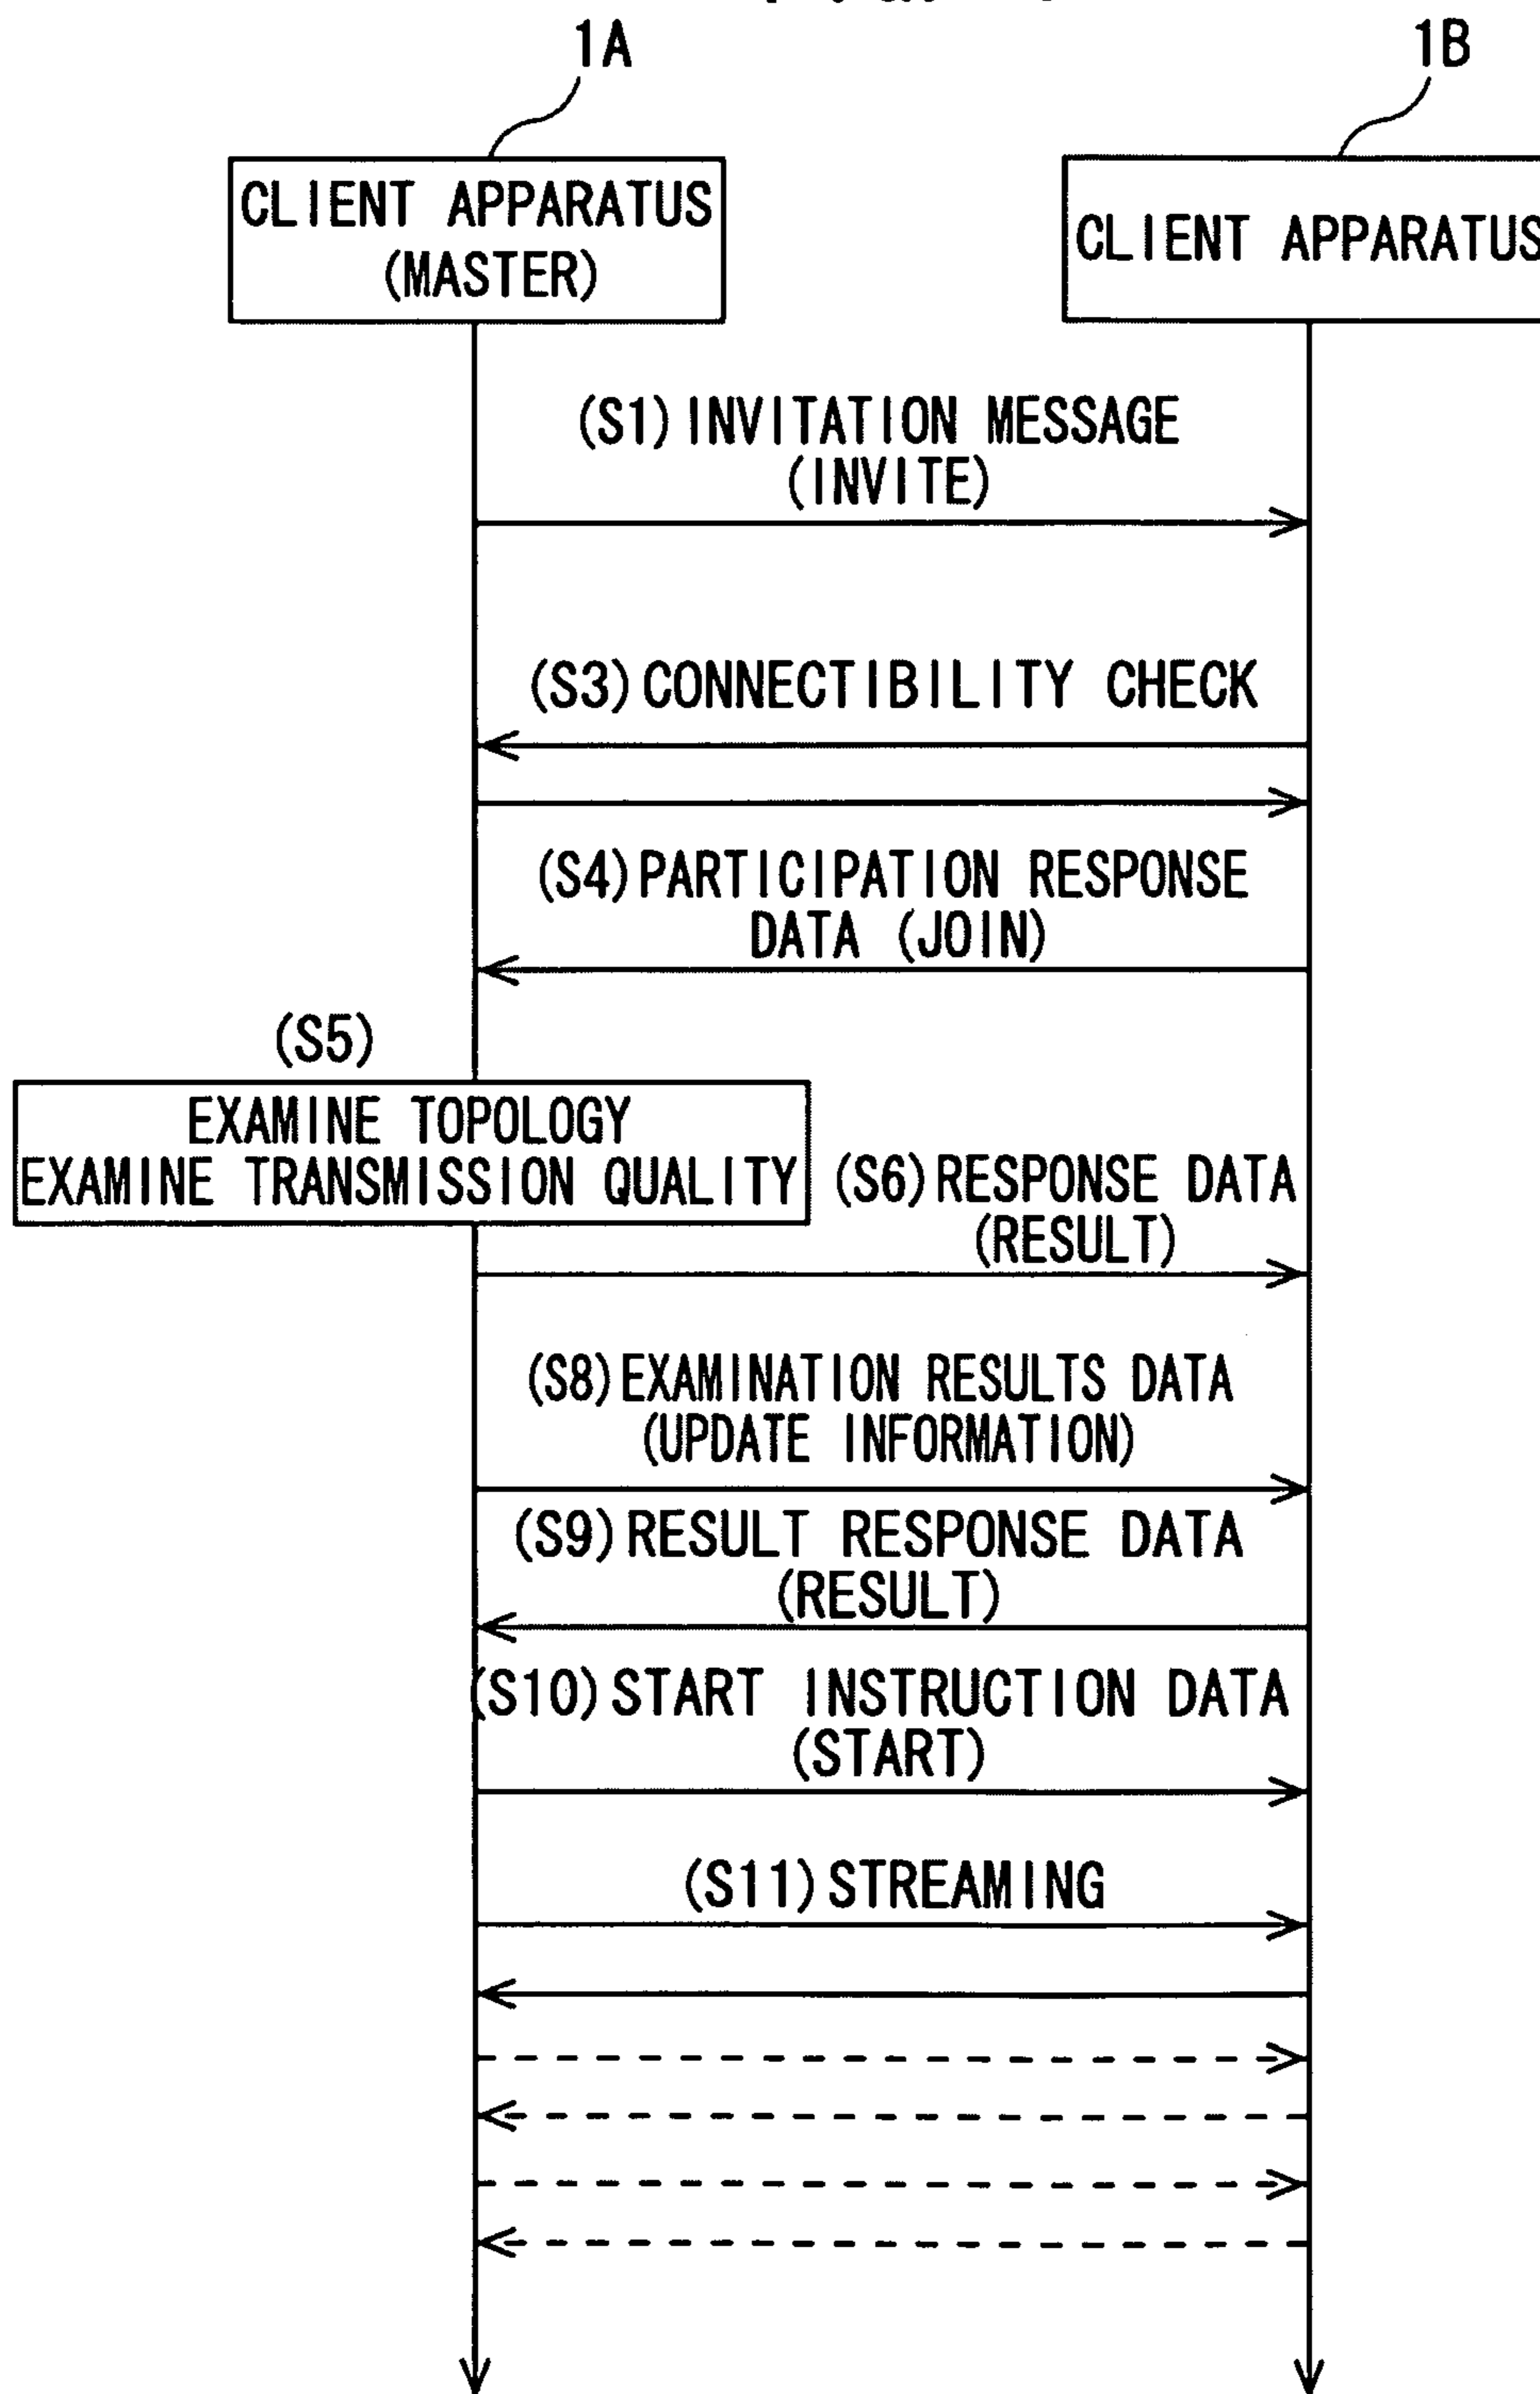 1A
1B
CLIENT APPARATUS
(MASTER)
CLIENT APPARATUS
(S1) INVITATION MESSAGE
(INVITE)
(S3) CONNECTIBILITY CHECK
(S4) PARTICIPATION RESPONSE
DATA (JOIN)
(S5)
EXAMINE TOPOLOGY
EXAMINE TRANSMISSION QUALITY
(S6) RESPONSE DATA
(RESULT)
(S8) EXAMINATION RESULTS DATA
(UPDATE INFORMATION)
(S9) RESULT RESPONSE DATA
(RESULT)
(S10) START INSTRUCTION DATA
(START)
(S11) STREAMING